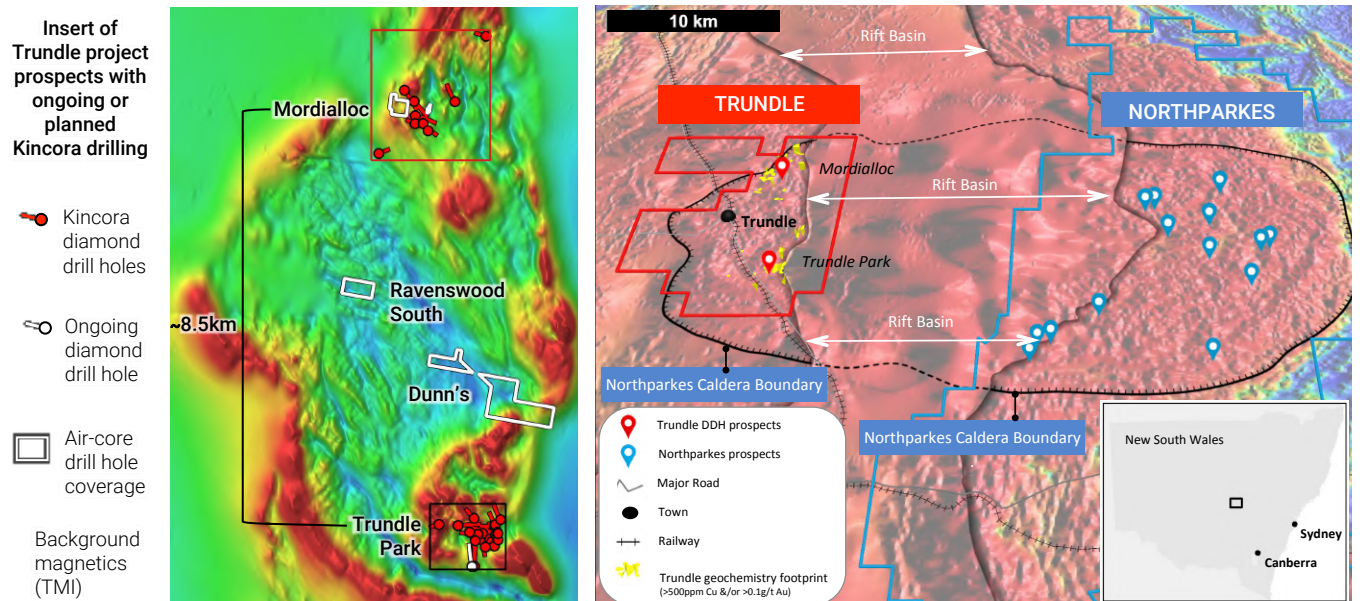 Insert of
Trundle project
prospects with
ongoing or
planned
Kincora drilling
Kincora
diamond
drill holes
Ongoing
diamond
drill hole
Air-core
drill hole
coverage
Background
magnetics
(TMI)
Mordialloc
Ravenswood
South
~8.5km
Dunn's
Trundle
Park
10 km
Rift Basin
TRUNDLE
NORTHPARKES
Mordialloc
Rift Basin
Trundle
Trundle Park
Rift Basin
Northparkes Caldera Boundary
Northparkes Caldera Boundary
Trundle DDH prospects
Northparkes prospects
Major Road
Town
Railway
Trundle geochemistry footprint
(>500ppm Cu &/or >0.1g/t Au)
New South Wales
Sydney
Canberra